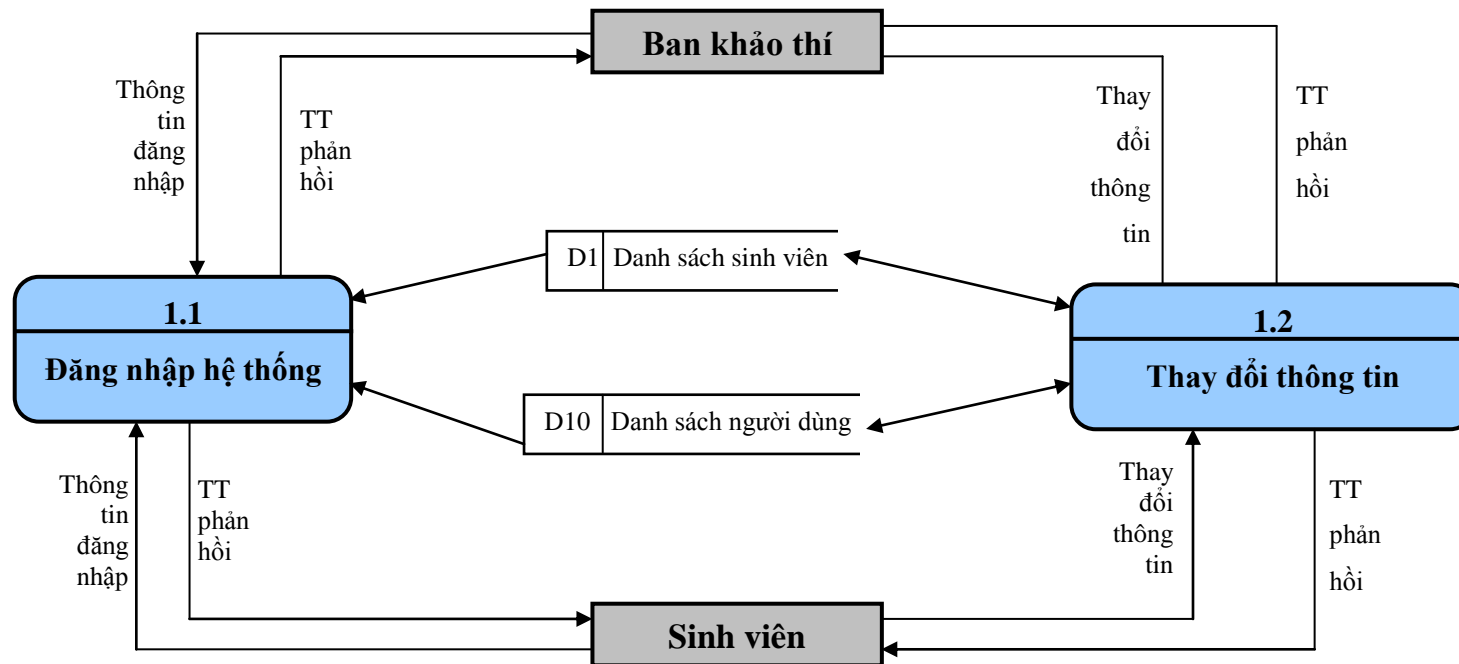 Ban khảo thí
Thông
tin
đăng
nhập
TT
phản
hồi
Thay
đổi
thông
tin
TT
phản
hồi
D1 Danh sách sinh viên
1.1
Đăng nhập hệ thống
1.2
Thay đổi thông tin
D10 Danh sách người dùng
Thông
tin
đăng
nhập
TT
phản
hồi
Thay
đổi
thông
tin
TT
phản
hồi
Sinh viên